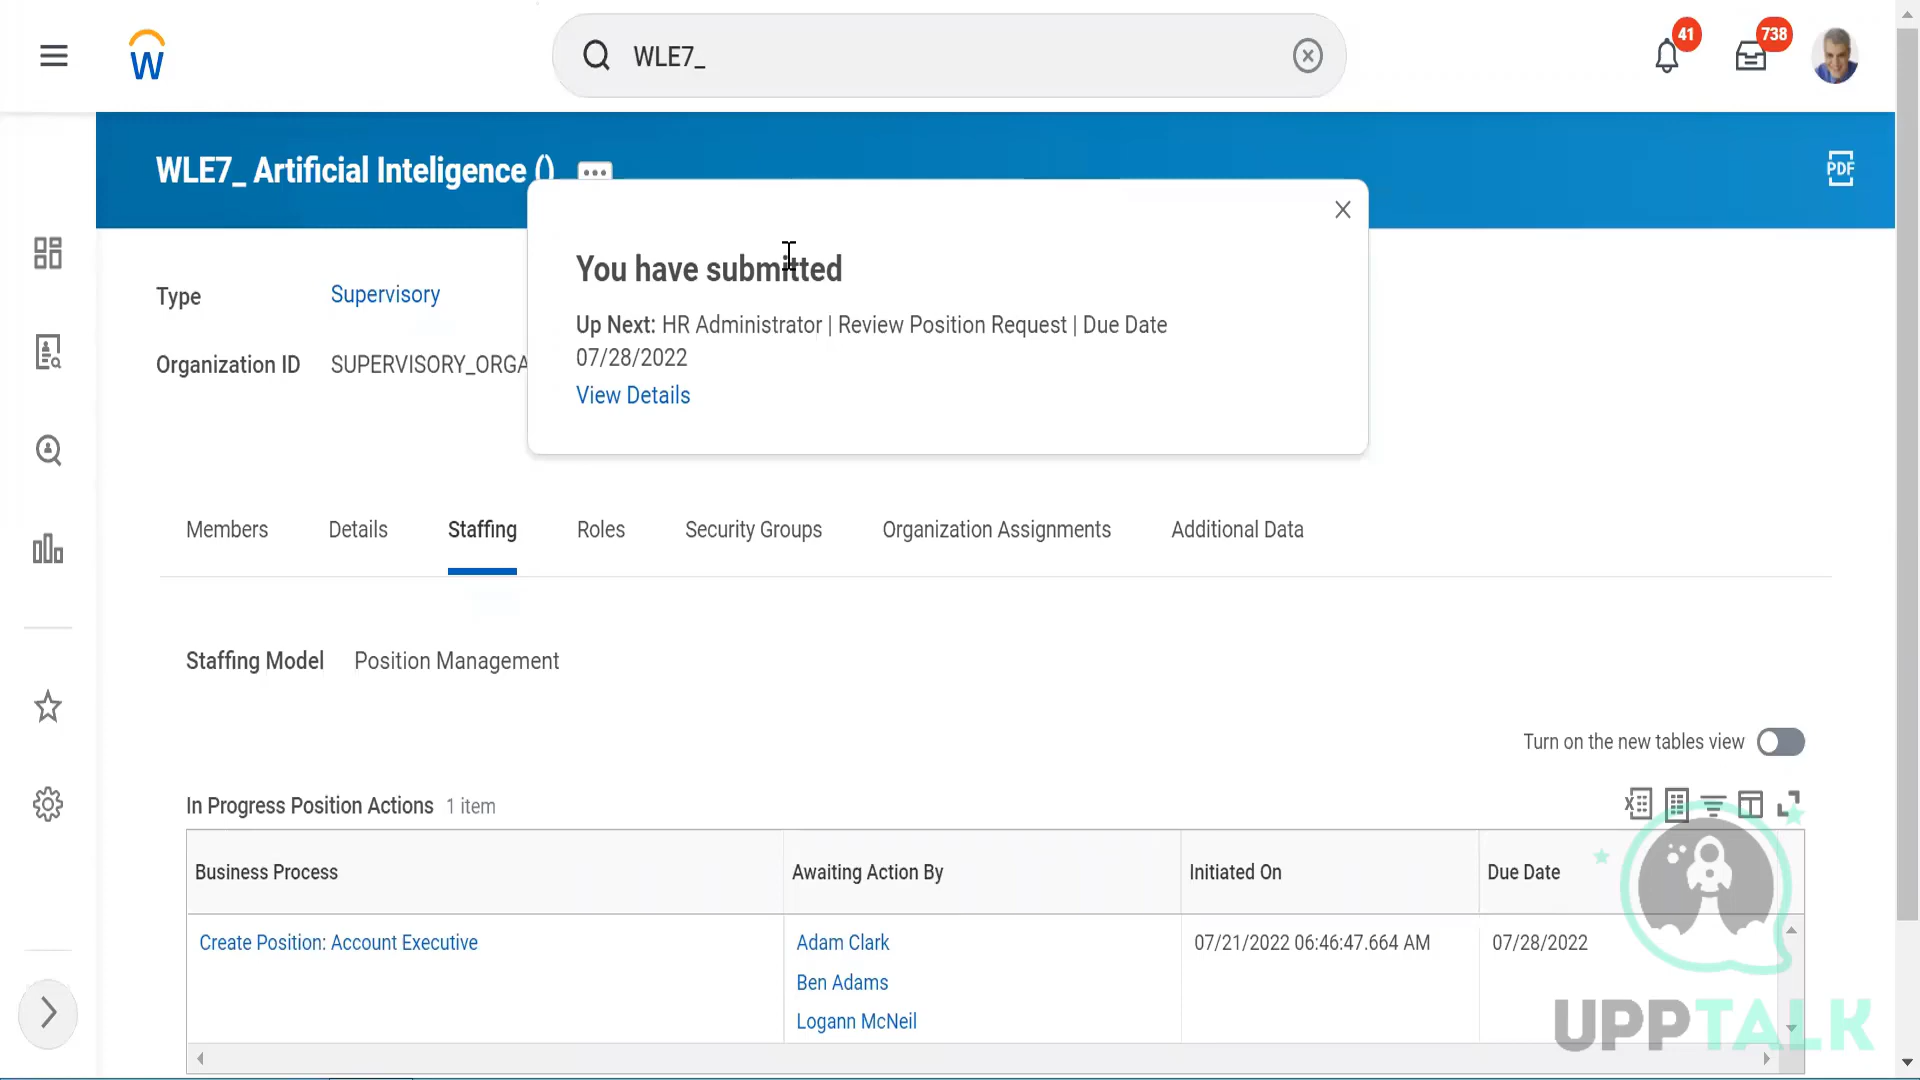 W
WLE7_
41
738
WLE7_ Artificial Inteligence ()
PDF
You have submitted
Up Next: HR Administrator | Review Position Request | Due Date
07/28/2022
View Details
Type Supervisory
Organization ID SUPERVISORY_ORGA
Members Details Staffing Roles Security Groups Organization Assignments Additional Data
Staffing Model Position Management
Turn on the new tables view
In Progress Position Actions 1 item
Business Process Awaiting Action By Initiated On Due Date
Create Position: Account Executive Adam Clark 07/21/2022 06:46:47.664 AM 07/28/2022
Ben Adams
Logann McNeil
UPPTALK